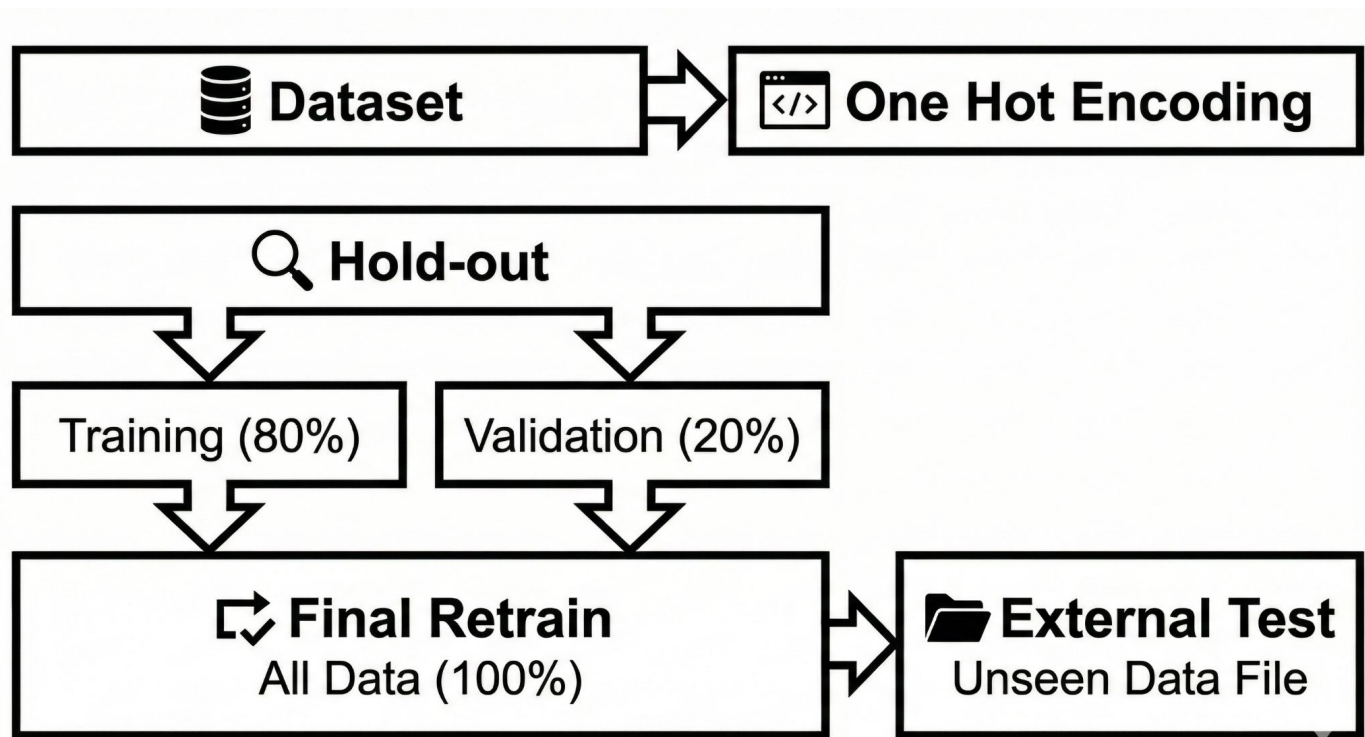 Dataset
</> One Hot Encoding
Hold-out
Training (80%)
Validation (20%)
Final Retrain
All Data (100%)
External Test
Unseen Data File